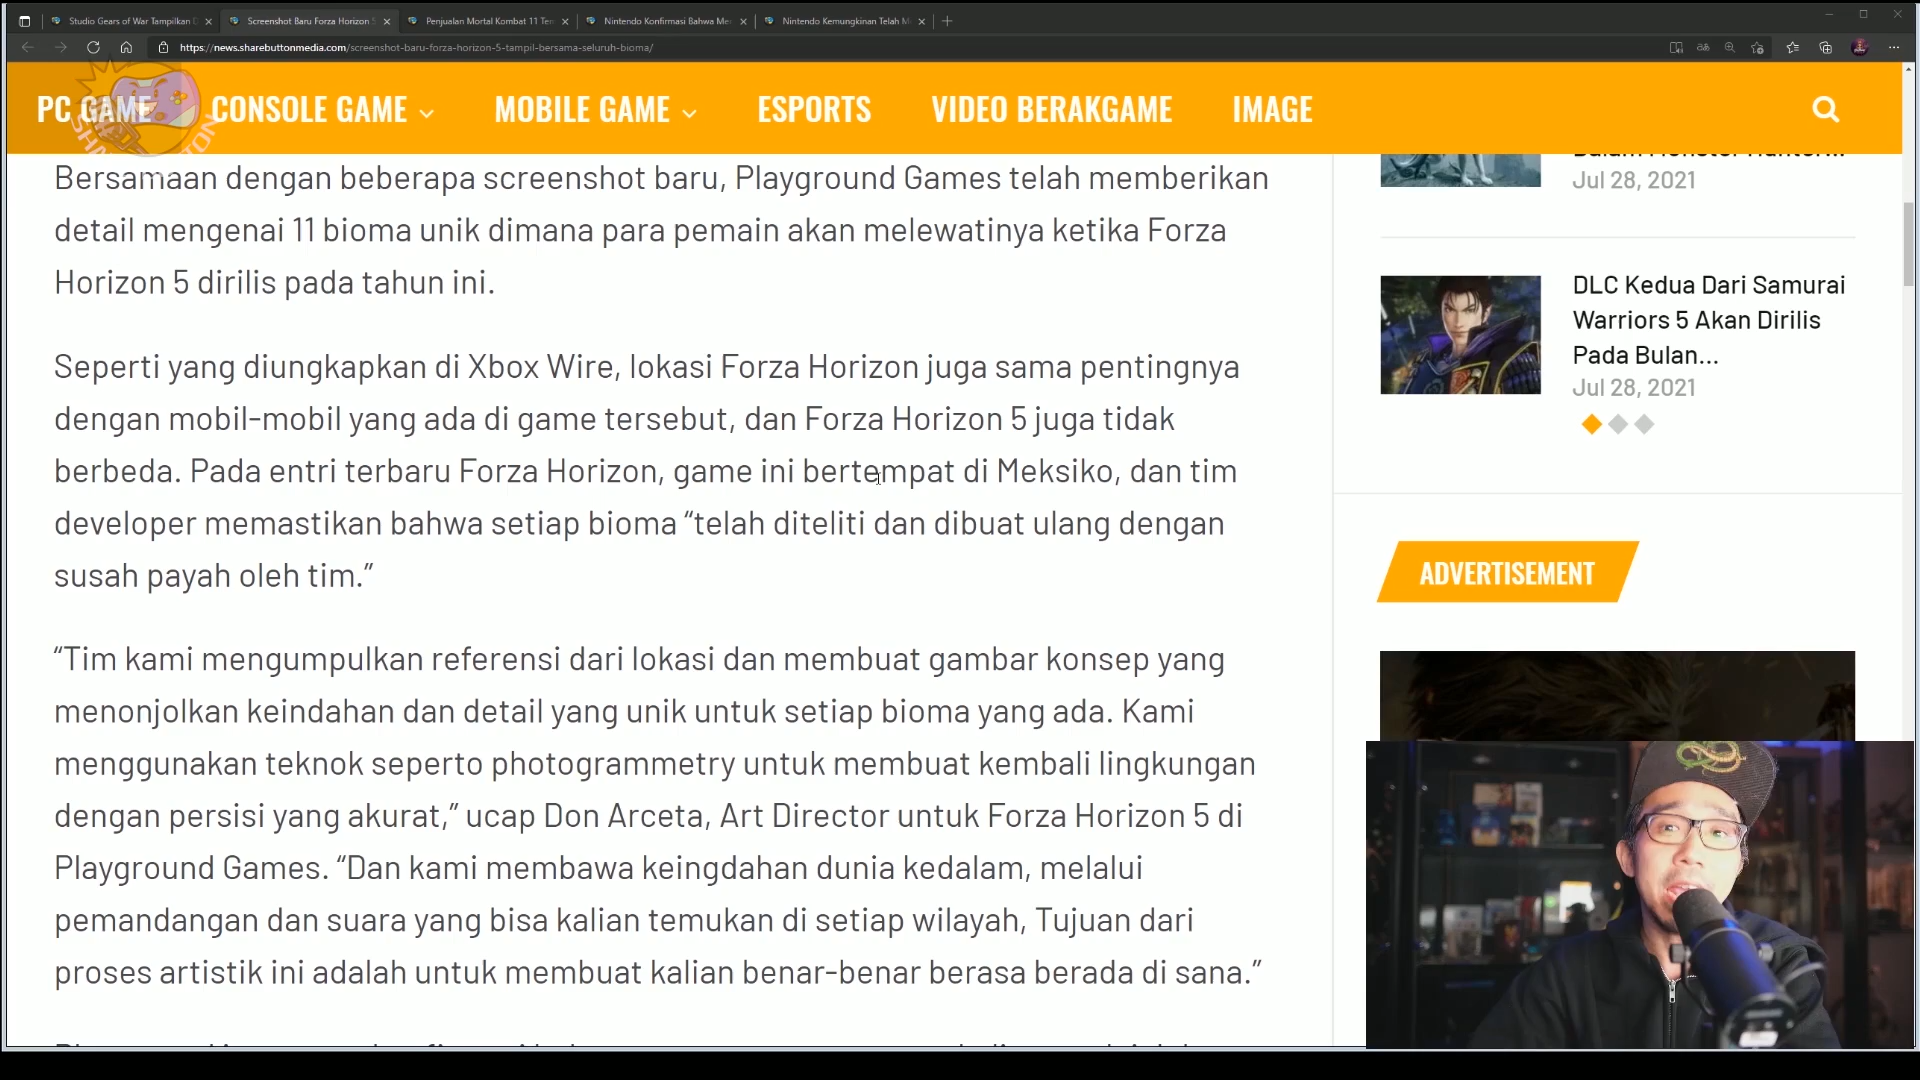 Studio Gears of War Tampilkan D
Screenshot Baru Forza Horizon 5
Penjualan Mortal Kombat 11 Ten
Nintendo Konfirmasi Bahwa Me
Nintendo Kemungkinan Telah M
https://news.sharebuttonmedia.com/screenshot-baru-forza-horizon-5-tampil-bersama-seluruh-bioma/
PC GAME
CONSOLE GAME
MOBILE GAME
ESPORTS
VIDEO BERAKGAME
IMAGE
Bersamaan dengan beberapa screenshot baru, Playground Games telah memberikan
detail mengenai 11 bioma unik dimana para pemain akan melewatinya ketika Forza
Horizon 5 dirilis pada tahun ini.
Seperti yang diungkapkan di Xbox Wire, lokasi Forza Horizon juga sama pentingnya
dengan mobil-mobil yang ada di game tersebut, dan Forza Horizon 5 juga tidak
berbeda. Pada entri terbaru Forza Horizon, game ini bertempat di Meksiko, dan tim
developer memastikan bahwa setiap bioma “telah diteliti dan dibuat ulang dengan
susah payah oleh tim.”
“Tim kami mengumpulkan referensi dari lokasi dan membuat gambar konsep yang
menonjolkan keindahan dan detail yang unik untuk setiap bioma yang ada. Kami
menggunakan teknok seperto photogrammetry untuk membuat kembali lingkungan
dengan persisi yang akurat,” ucap Don Arceta, Art Director untuk Forza Horizon 5 di
Playground Games. “Dan kami membawa keingdahan dunia kedalam, melalui
pemandangan dan suara yang bisa kalian temukan di setiap wilayah, Tujuan dari
proses artistik ini adalah untuk membuat kalian benar-benar berasa berada di sana.”
Dalam Monster Hunter...
Jul 28, 2021
DLC Kedua Dari Samurai
Warriors 5 Akan Dirilis
Pada Bulan...
Jul 28, 2021
ADVERTISEMENT